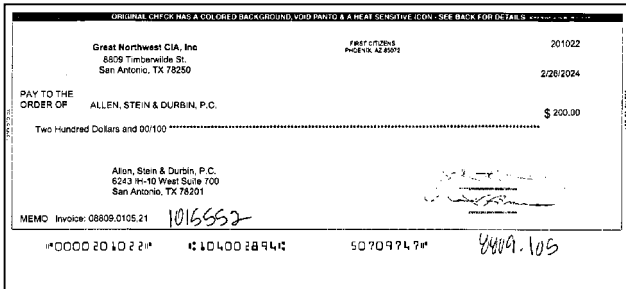 ORIGINAL CHECK HAS A COLORED BACKGROUND, VOID PANTO & A HEAT SENSITIVE ICON - SEE BACK FOR DETAILS
Great Northwest CIA, Inc
8809 Timberwilde St.
San Antonio, TX 78250
FIRST CITIZENS
PHOENIX, AZ 85072
201022
2/26/2024
PAY TO THE
ORDER OF ALLEN, STEIN & DURBIN, P.C.
$ 200.00
Two Hundred Dollars and 00/100
Allen, Stein & Durbin, P.C.
6243 IH-10 West Suite 700
San Antonio, TX 78201
MEMO Invoice: 08809.0105.21 1016552
⑈0000201022⑈ ⑆104002894⑆ 50709747⑈
8809.105